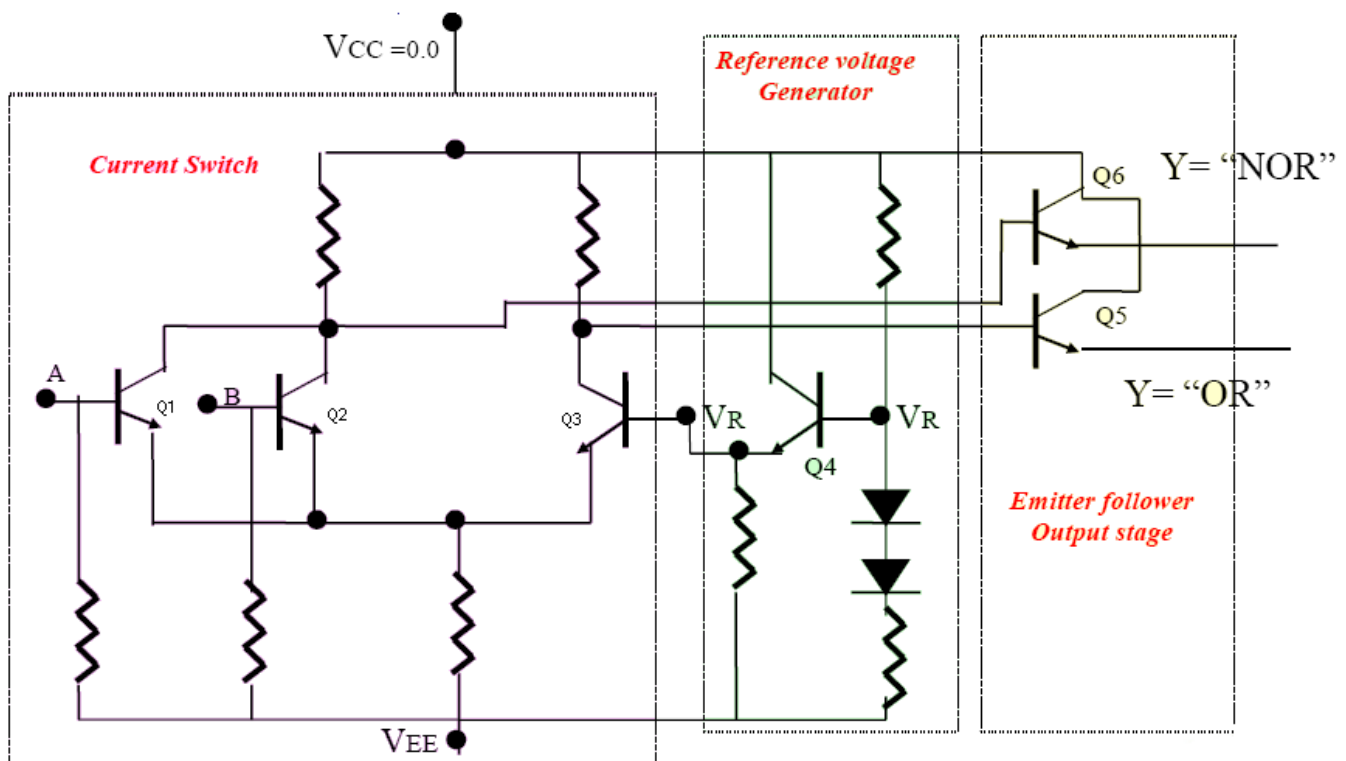 VCC =0.0
Reference voltage
Generator
Current Switch
Y= “NOR”
Q6
Q5
A
Q1
B
Q2
Q3
VR
VR
Q4
Y= “OR”
Emitter follower
Output stage
VEE